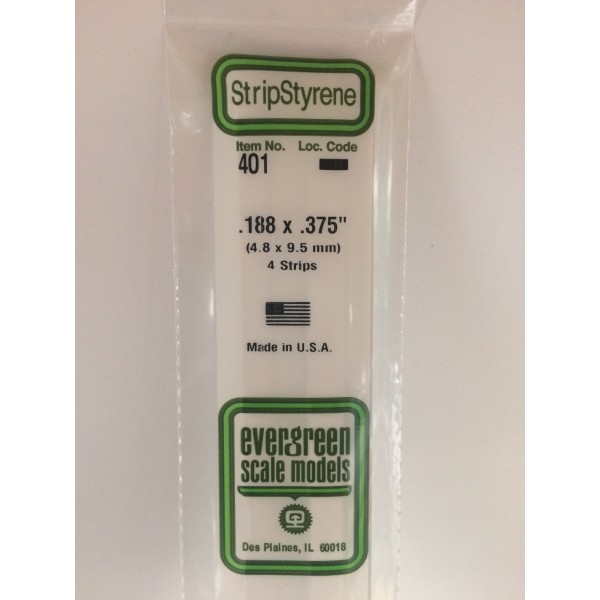 StripStyrene
Item No. Loc. Code
401
.188 x .375"
(4.8 x 9.5 mm)
4 Strips
Made in U.S.A.
evergreen
scale models
Des Plaines, IL 60018